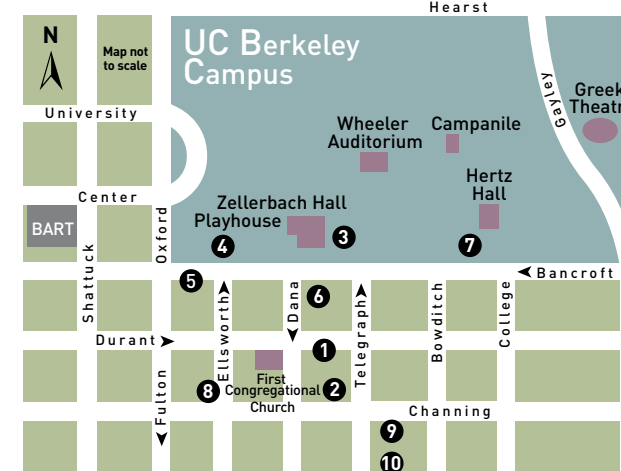 Hearst
N
Map not
to scale
UC Berkeley
Campus
Gayley
Greek
Theatr
University
Wheeler
Auditorium
Campanile
Hertz
Hall
Center
Zellerbach Hall
Playhouse
BART
Oxford
Shattuck
3
4
7
5
6
Bancroft
Ellsworth
Dana
Telegraph
Bowditch
College
Durant
1
First
Congregational
Church
8
2
Fulton
Channing
9
10